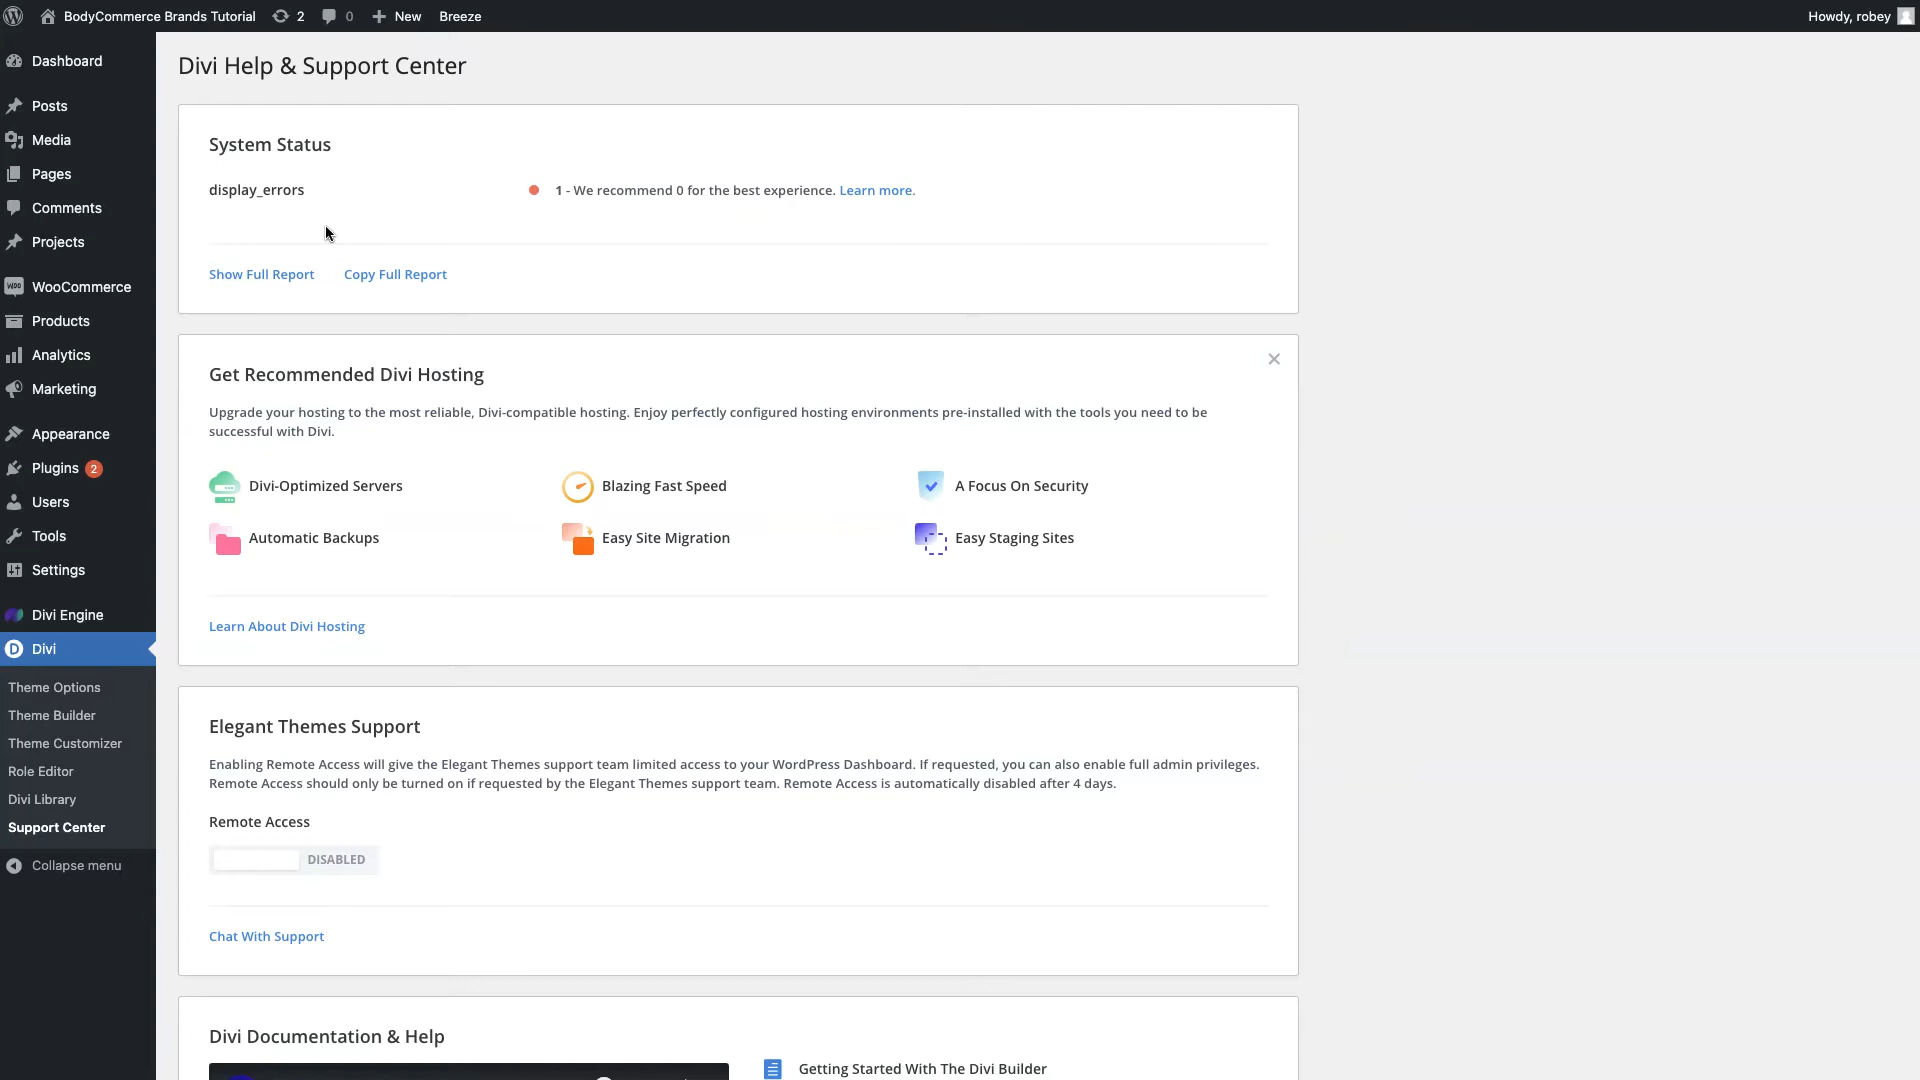 BodyCommerce Brands Tutorial 2 0 New Breeze Howdy, robey
Dashboard
Posts
Media
Pages
Comments
Projects
WOO WooCommerce
Products
Analytics
Marketing
Appearance
Plugins 2
Users
Tools
Settings
Divi Engine
D Divi
Theme Options
Theme Builder
Theme Customizer
Role Editor
Divi Library
Support Center
Collapse menu
Divi Help & Support Center
System Status
display_errors 1 - We recommend 0 for the best experience. Learn more.
Show Full Report Copy Full Report
Get Recommended Divi Hosting
Upgrade your hosting to the most reliable, Divi-compatible hosting. Enjoy perfectly configured hosting environments pre-installed with the tools you need to be
successful with Divi.
Divi-Optimized Servers Blazing Fast Speed A Focus On Security
Automatic Backups Easy Site Migration Easy Staging Sites
Learn About Divi Hosting
Elegant Themes Support
Enabling Remote Access will give the Elegant Themes support team limited access to your WordPress Dashboard. If requested, you can also enable full admin privileges.
Remote Access should only be turned on if requested by the Elegant Themes support team. Remote Access is automatically disabled after 4 days.
Remote Access
DISABLED
Chat With Support
Divi Documentation & Help
Getting Started With The Divi Builder